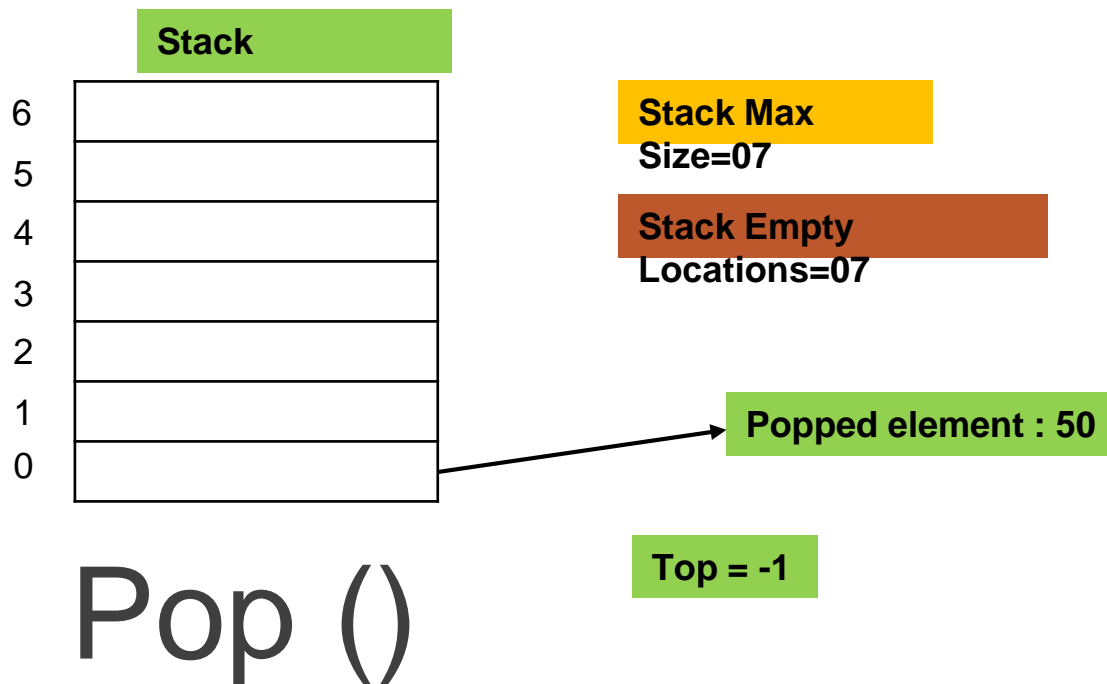 Stack
6
5
4
3
2
1
0
Stack Max
Size=07
Stack Empty
Locations=07
Popped element : 50
Top = -1
Pop ()